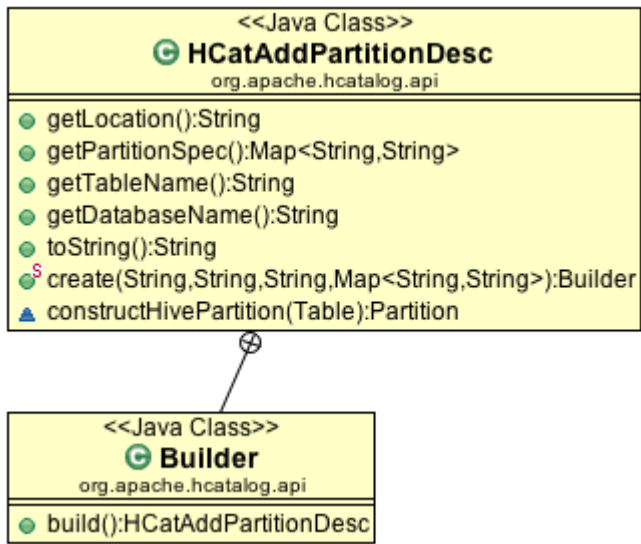 <<Java Class>>
C HCatAddPartitionDesc
org.apache.hcatalog.api
getLocation():String
getPartitionSpec():Map<String,String>
getTableName():String
getDatabaseName():String
toString():String
S create(String,String,String,Map<String,String>):Builder
constructHivePartition(Table):Partition
<<Java Class>>
C Builder
org.apache.hcatalog.api
build():HCatAddPartitionDesc